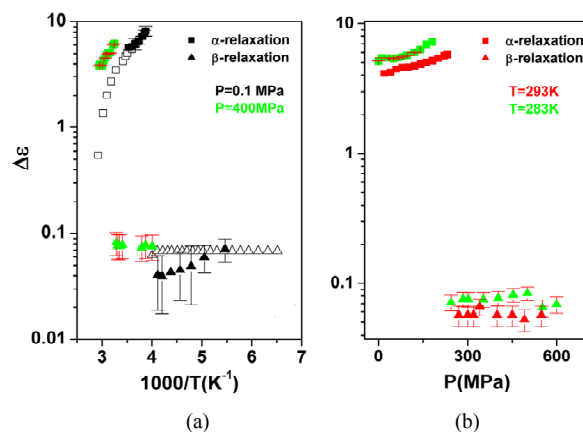 (a)
10
α-relaxation
β-relaxation
P=0.1 MPa
P=400MPa
1
Δε
0.1
0.01
3 4 5 6 7
1000/T(K⁻¹)
(a)
(b)
10
α-relaxation
β-relaxation
T=293K
T=283K
1
0.1
0 300 600
P(MPa)
(b)